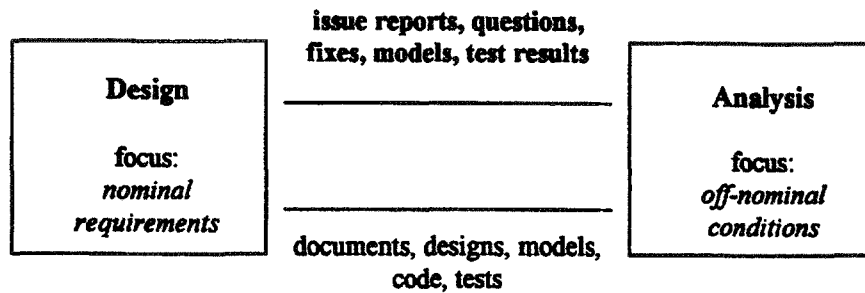 issue reports, questions,
fixes, models, test results
Design
focus:
nominal
requirements
Analysis
focus:
off-nominal
conditions
documents, designs, models,
code, tests